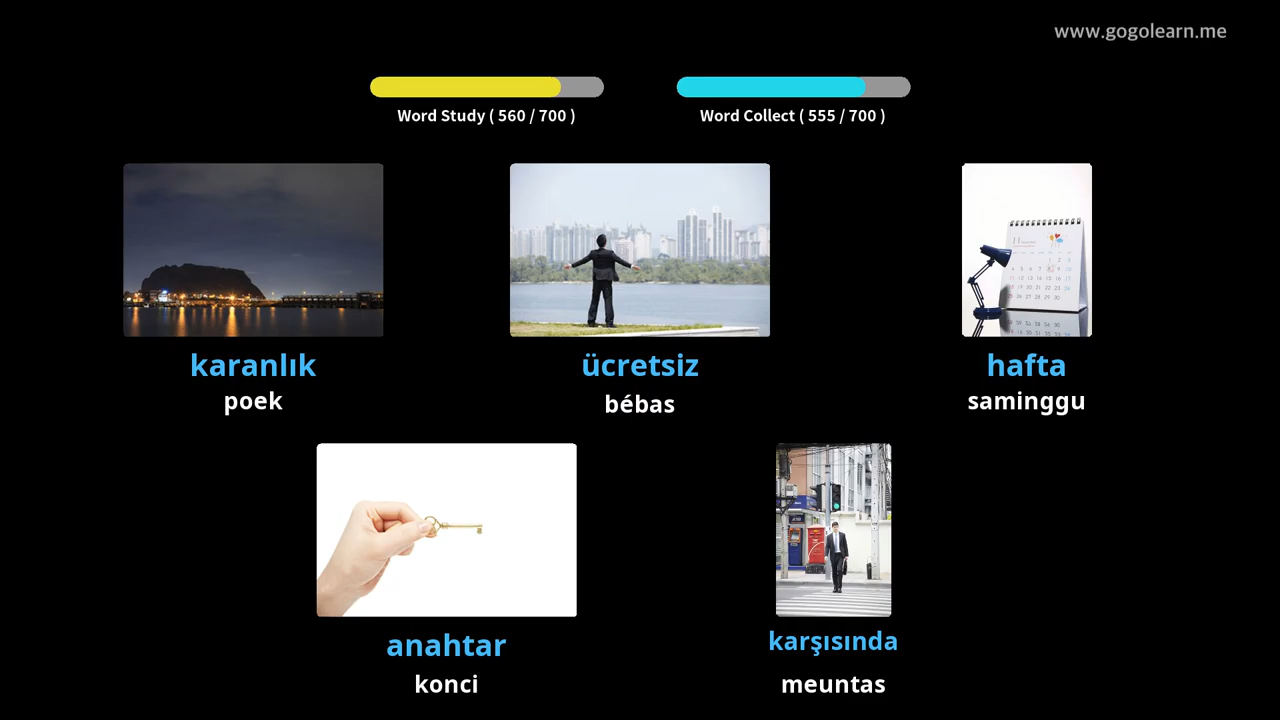 www.gogolearn.me
Word Study ( 560 / 700 )
Word Collect ( 555 / 700 )
karanlık
poek
ücretsiz
bébas
hafta
saminggu
anahtar
konci
karşısında
meuntas